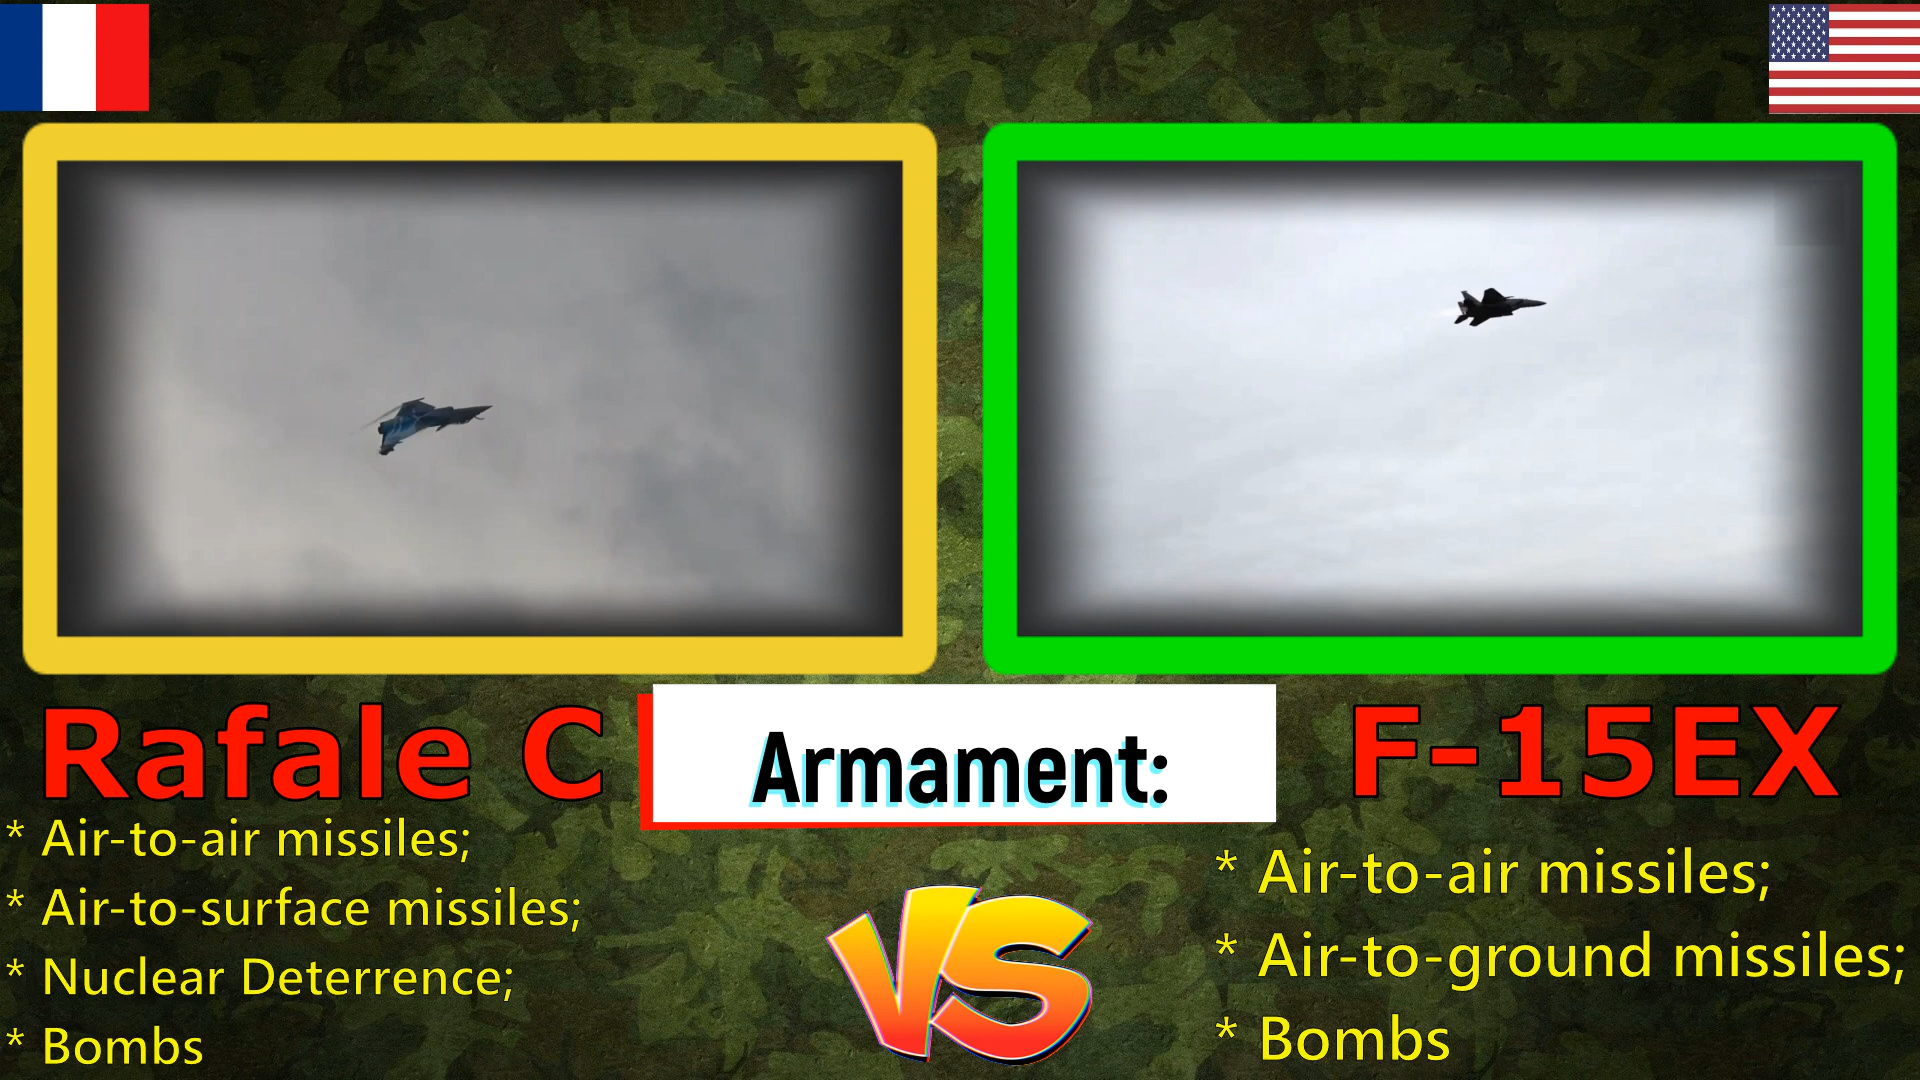 Rafale C
Armament:
F-15EX
* Air-to-air missiles;
* Air-to-surface missiles;
* Nuclear Deterrence;
* Bombs
VS
* Air-to-air missiles;
* Air-to-ground missiles;
* Bombs